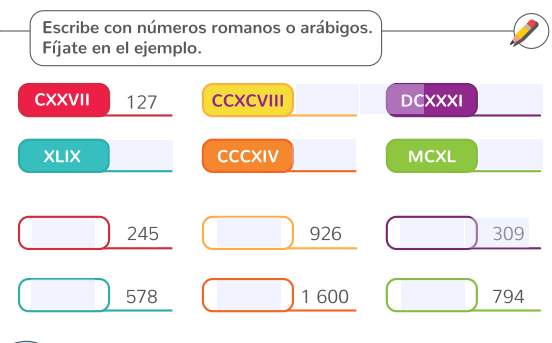 Escribe con números romanos o arábigos.
Fíjate en el ejemplo.
CXXVII 127 CCXCVIII DCXXXI
XLIX CCCXIV MCXL
245 926 309
578 1 600 794